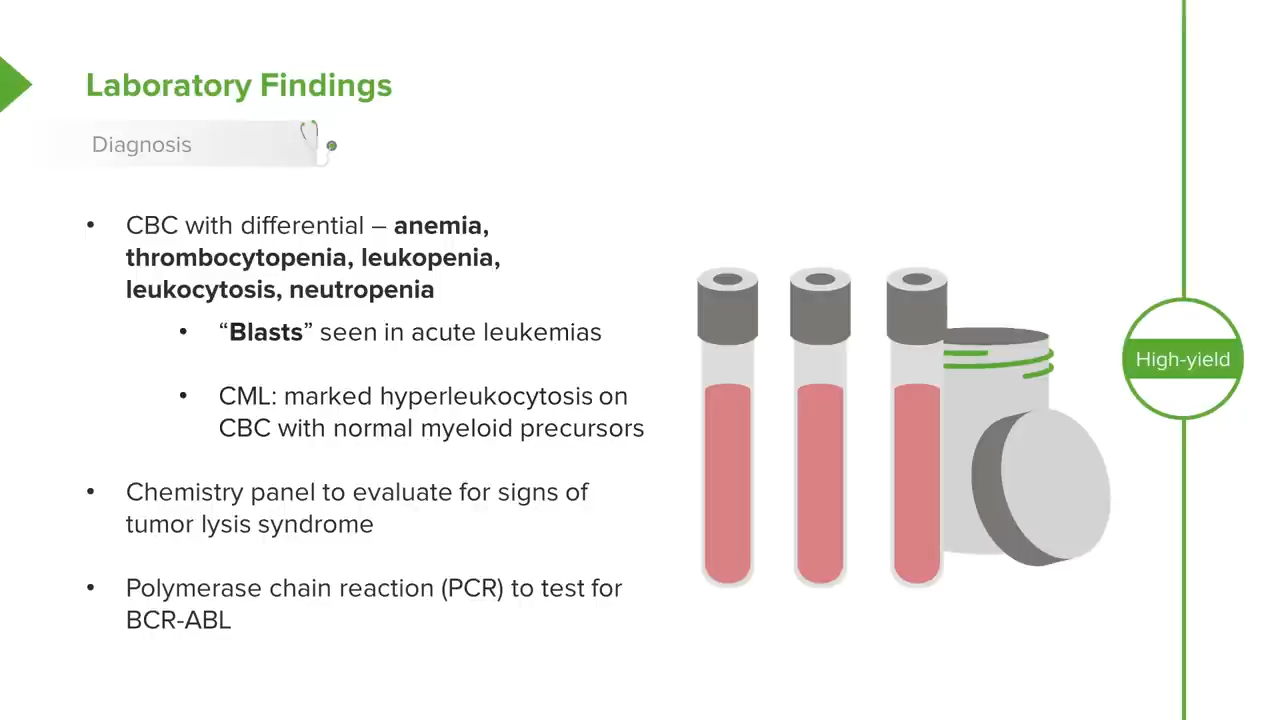 Laboratory Findings
Diagnosis
• CBC with differential – anemia,
thrombocytopenia, leukopenia,
leukocytosis, neutropenia
• “Blasts” seen in acute leukemias
• CML: marked hyperleukocytosis on
CBC with normal myeloid precursors
• Chemistry panel to evaluate for signs of
tumor lysis syndrome
• Polymerase chain reaction (PCR) to test for
BCR-ABL
High-yield